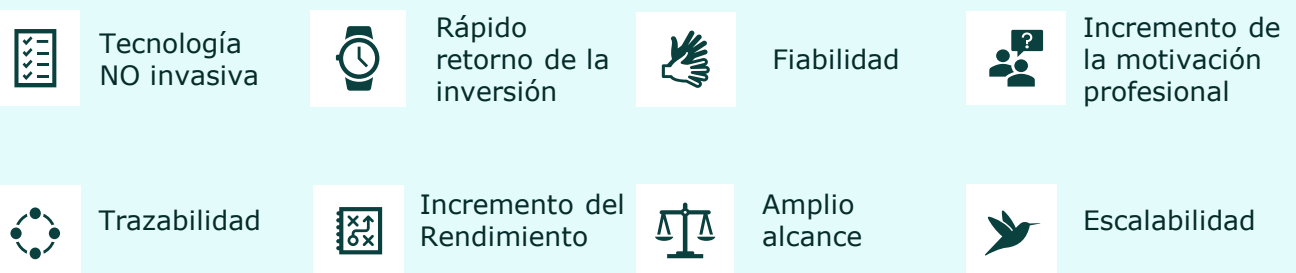 Tecnología
NO invasiva
Rápido
retorno de la
inversión
Fiabilidad
?
Incremento de
la motivación
profesional
Trazabilidad
Incremento del
Rendimiento
Amplio
alcance
Escalabilidad